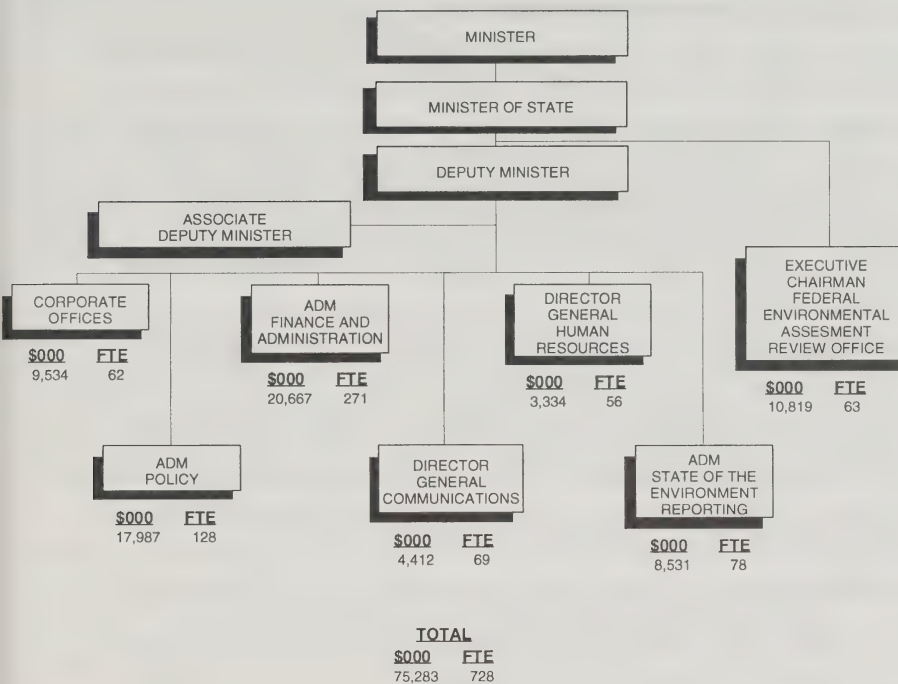 MINISTER
MINISTER OF STATE
DEPUTY MINISTER
ASSOCIATE
DEPUTY MINISTER
CORPORATE
OFFICES
$000 FTE
9,534 62
ADM
FINANCE AND
ADMINISTRATION
$000 FTE
20,667 271
DIRECTOR
GENERAL
HUMAN
RESOURCES
$000 FTE
3,334 56
EXECUTIVE
CHAIRMAN
FEDERAL
ENVIRONMENTAL
ASSESMENT
REVIEW OFFICE
$000 FTE
10,819 63
ADM
POLICY
$000 FTE
17,987 128
DIRECTOR
GENERAL
COMMUNICATIONS
$000 FTE
4,412 69
ADM
STATE OF THE
ENVIRONMENT
REPORTING
$000 FTE
8,531 78
TOTAL
$000 FTE
75,283 728